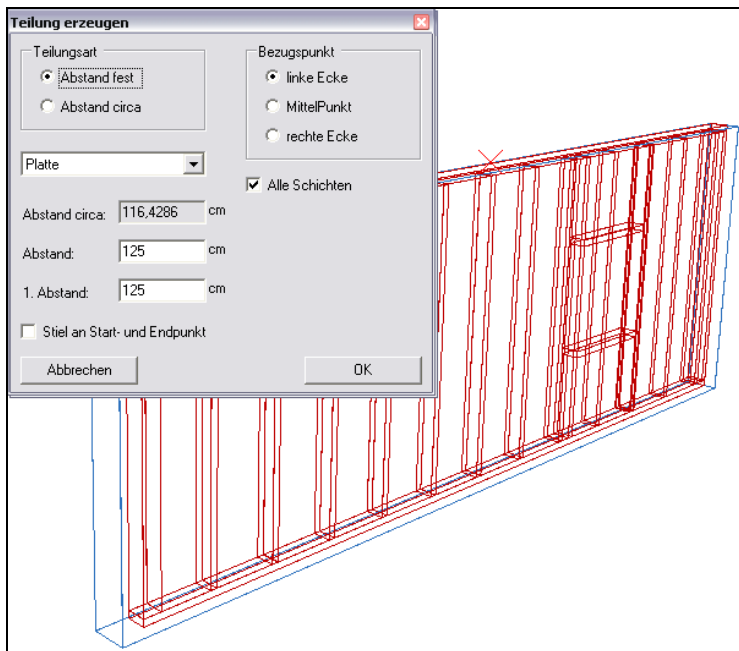 Teilung erzeugen
Teilungsart
Abstand fest
Abstand circa
Bezugspunkt
linke Ecke
MittelPunkt
rechte Ecke
Platte
Alle Schichten
Abstand circa: 116,4286 cm
Abstand: 125 cm
1. Abstand: 125 cm
Stiel an Start- und Endpunkt
Abbrechen
OK